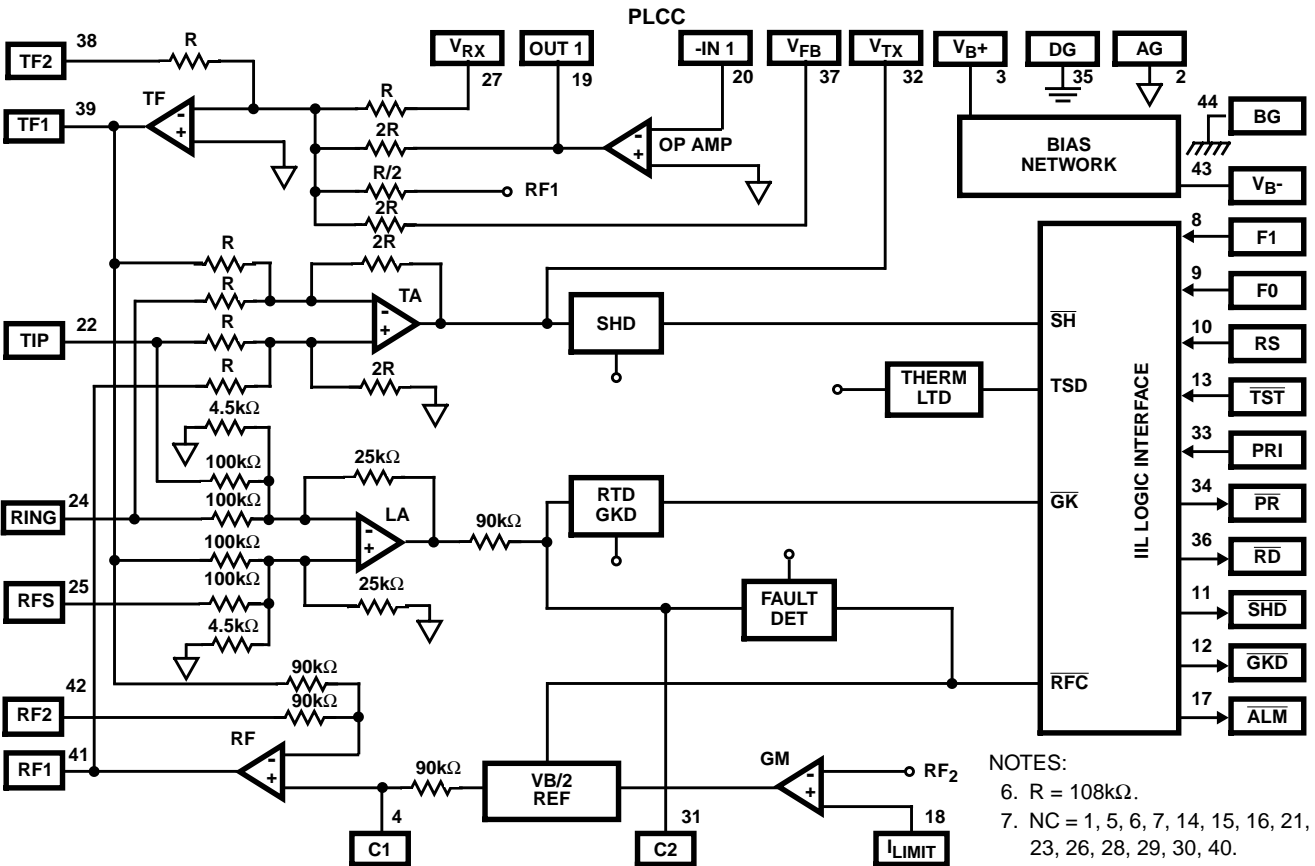 PLCC
TF2
38
R
VRX
27
OUT 1
19
-IN 1
20
VFB
37
VTX
32
VB+
3
DG
35
AG
2
44
BG
TF1
39
TF
-
+
R
2R
R/2
RF1
2R
-
+
OP AMP
BIAS
NETWORK
43
VB-
R
2R
R
TA
-
+
TIP
22
R
R
2R
SHD
SH
THERM
LTD
TSD
IIL LOGIC INTERFACE
8
F1
9
F0
10
RS
13
TST
33
PRI
34
PR
36
RD
11
SHD
12
GKD
17
ALM
4.5kΩ
100kΩ
25kΩ
RING
24
100kΩ
LA
-
+
90kΩ
RTD
GKD
GK
100kΩ
RFS
25
100kΩ
25kΩ
4.5kΩ
FAULT
DET
RFC
90kΩ
RF2
42
90kΩ
RF1
41
RF
-
+
90kΩ
VB/2
REF
GM
-
+
RF2
4
C1
31
C2
18
ILIMIT
NOTES:
6. R = 108kΩ.
7. NC = 1, 5, 6, 7, 14, 15, 16, 21,
23, 26, 28, 29, 30, 40.